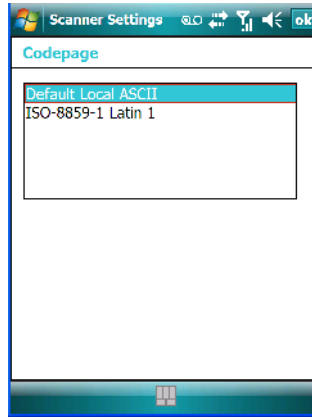 Scanner Settings ok
Codepage
Default Local ASCII
ISO-8859-1 Latin 1